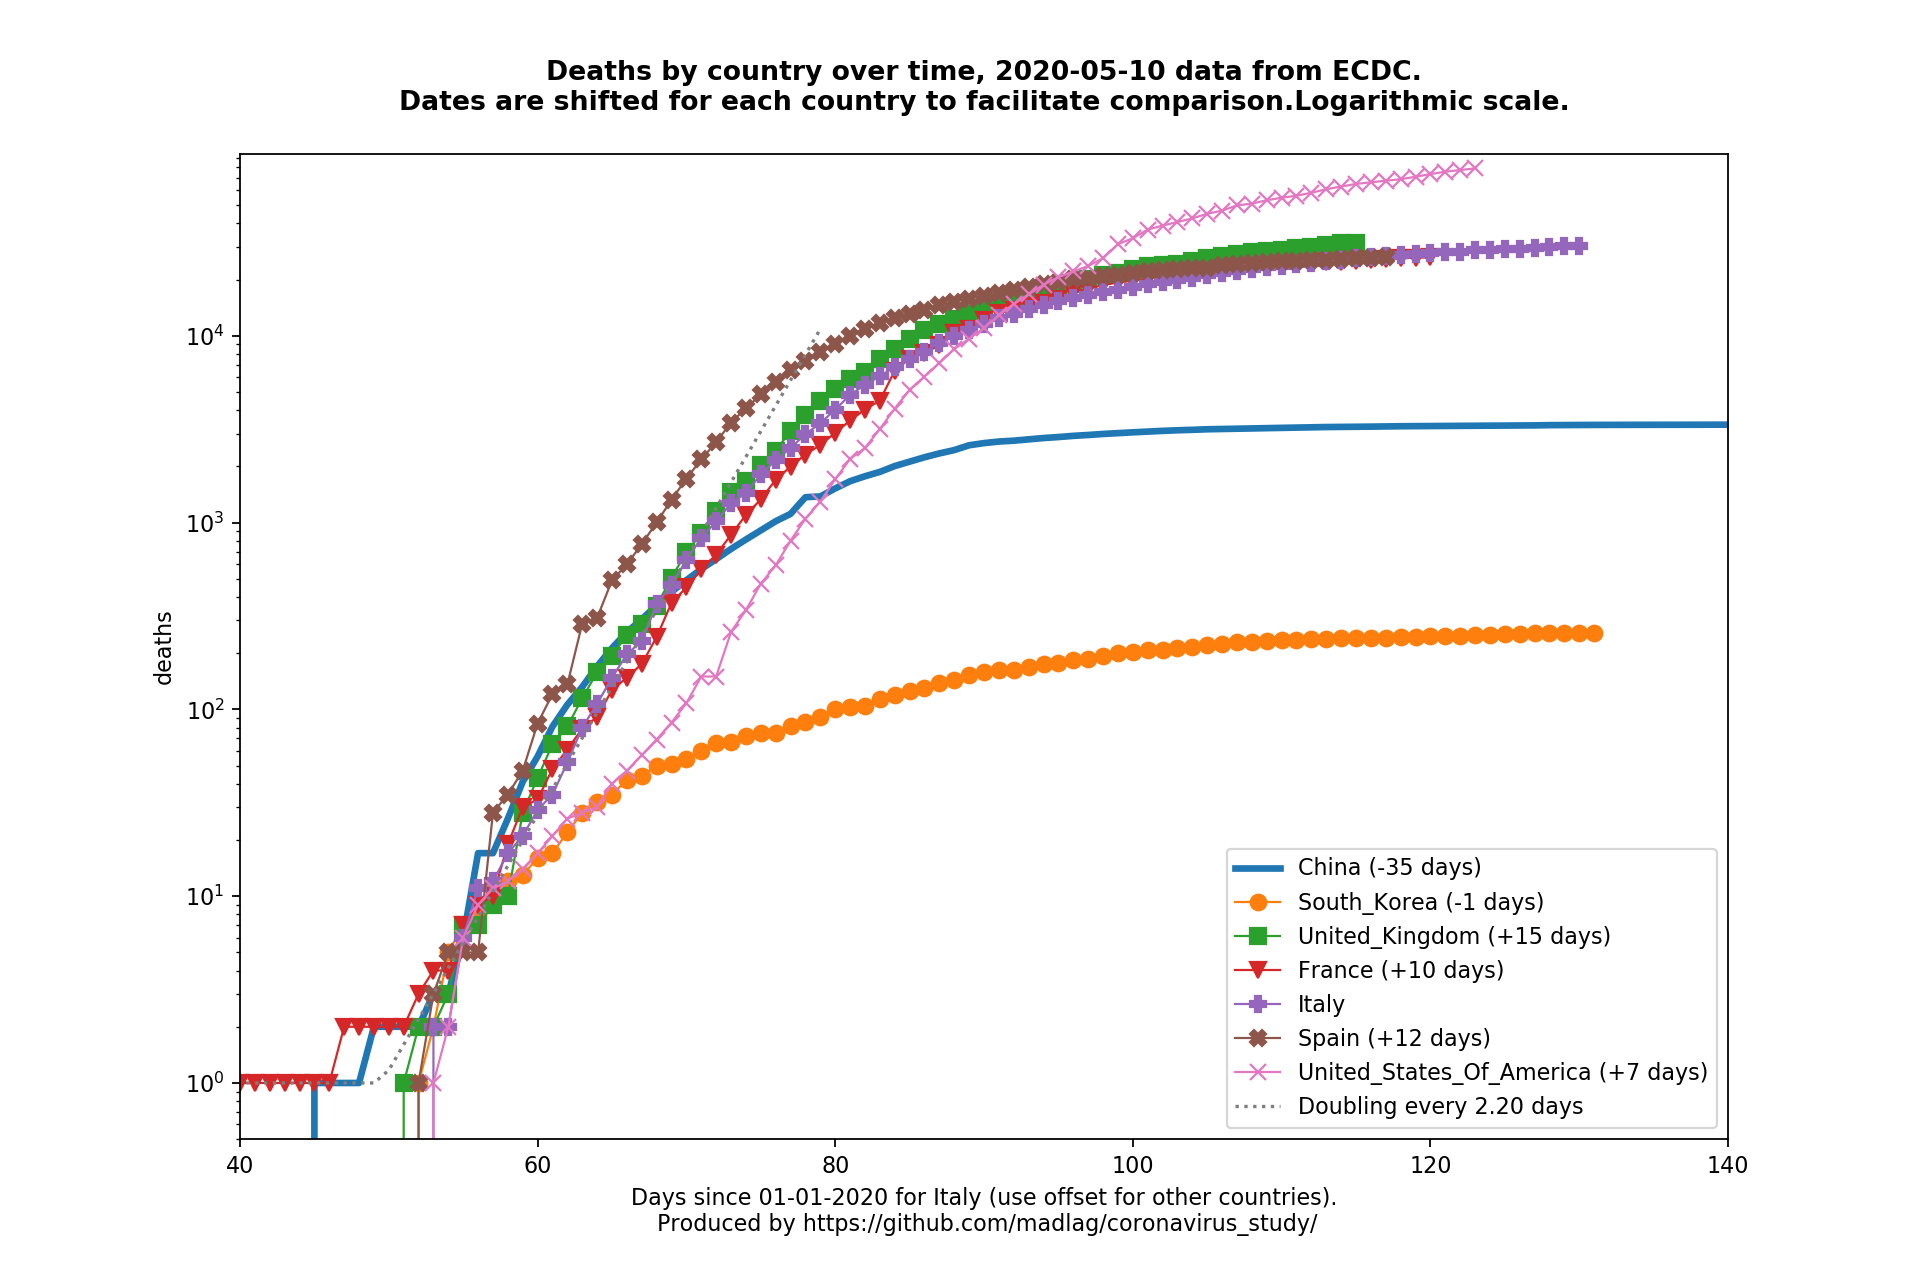 Deaths by country over time, 2020-05-10 data from ECDC.
Dates are shifted for each country to facilitate comparison.Logarithmic scale.
deaths
10^4
10^3
10^2
10^1
10^0
China (-35 days)
South_Korea (-1 days)
United_Kingdom (+15 days)
France (+10 days)
Italy
Spain (+12 days)
United_States_Of_America (+7 days)
Doubling every 2.20 days
40 60 80 100 120 140
Days since 01-01-2020 for Italy (use offset for other countries).
Produced by https://github.com/madlag/coronavirus_study/